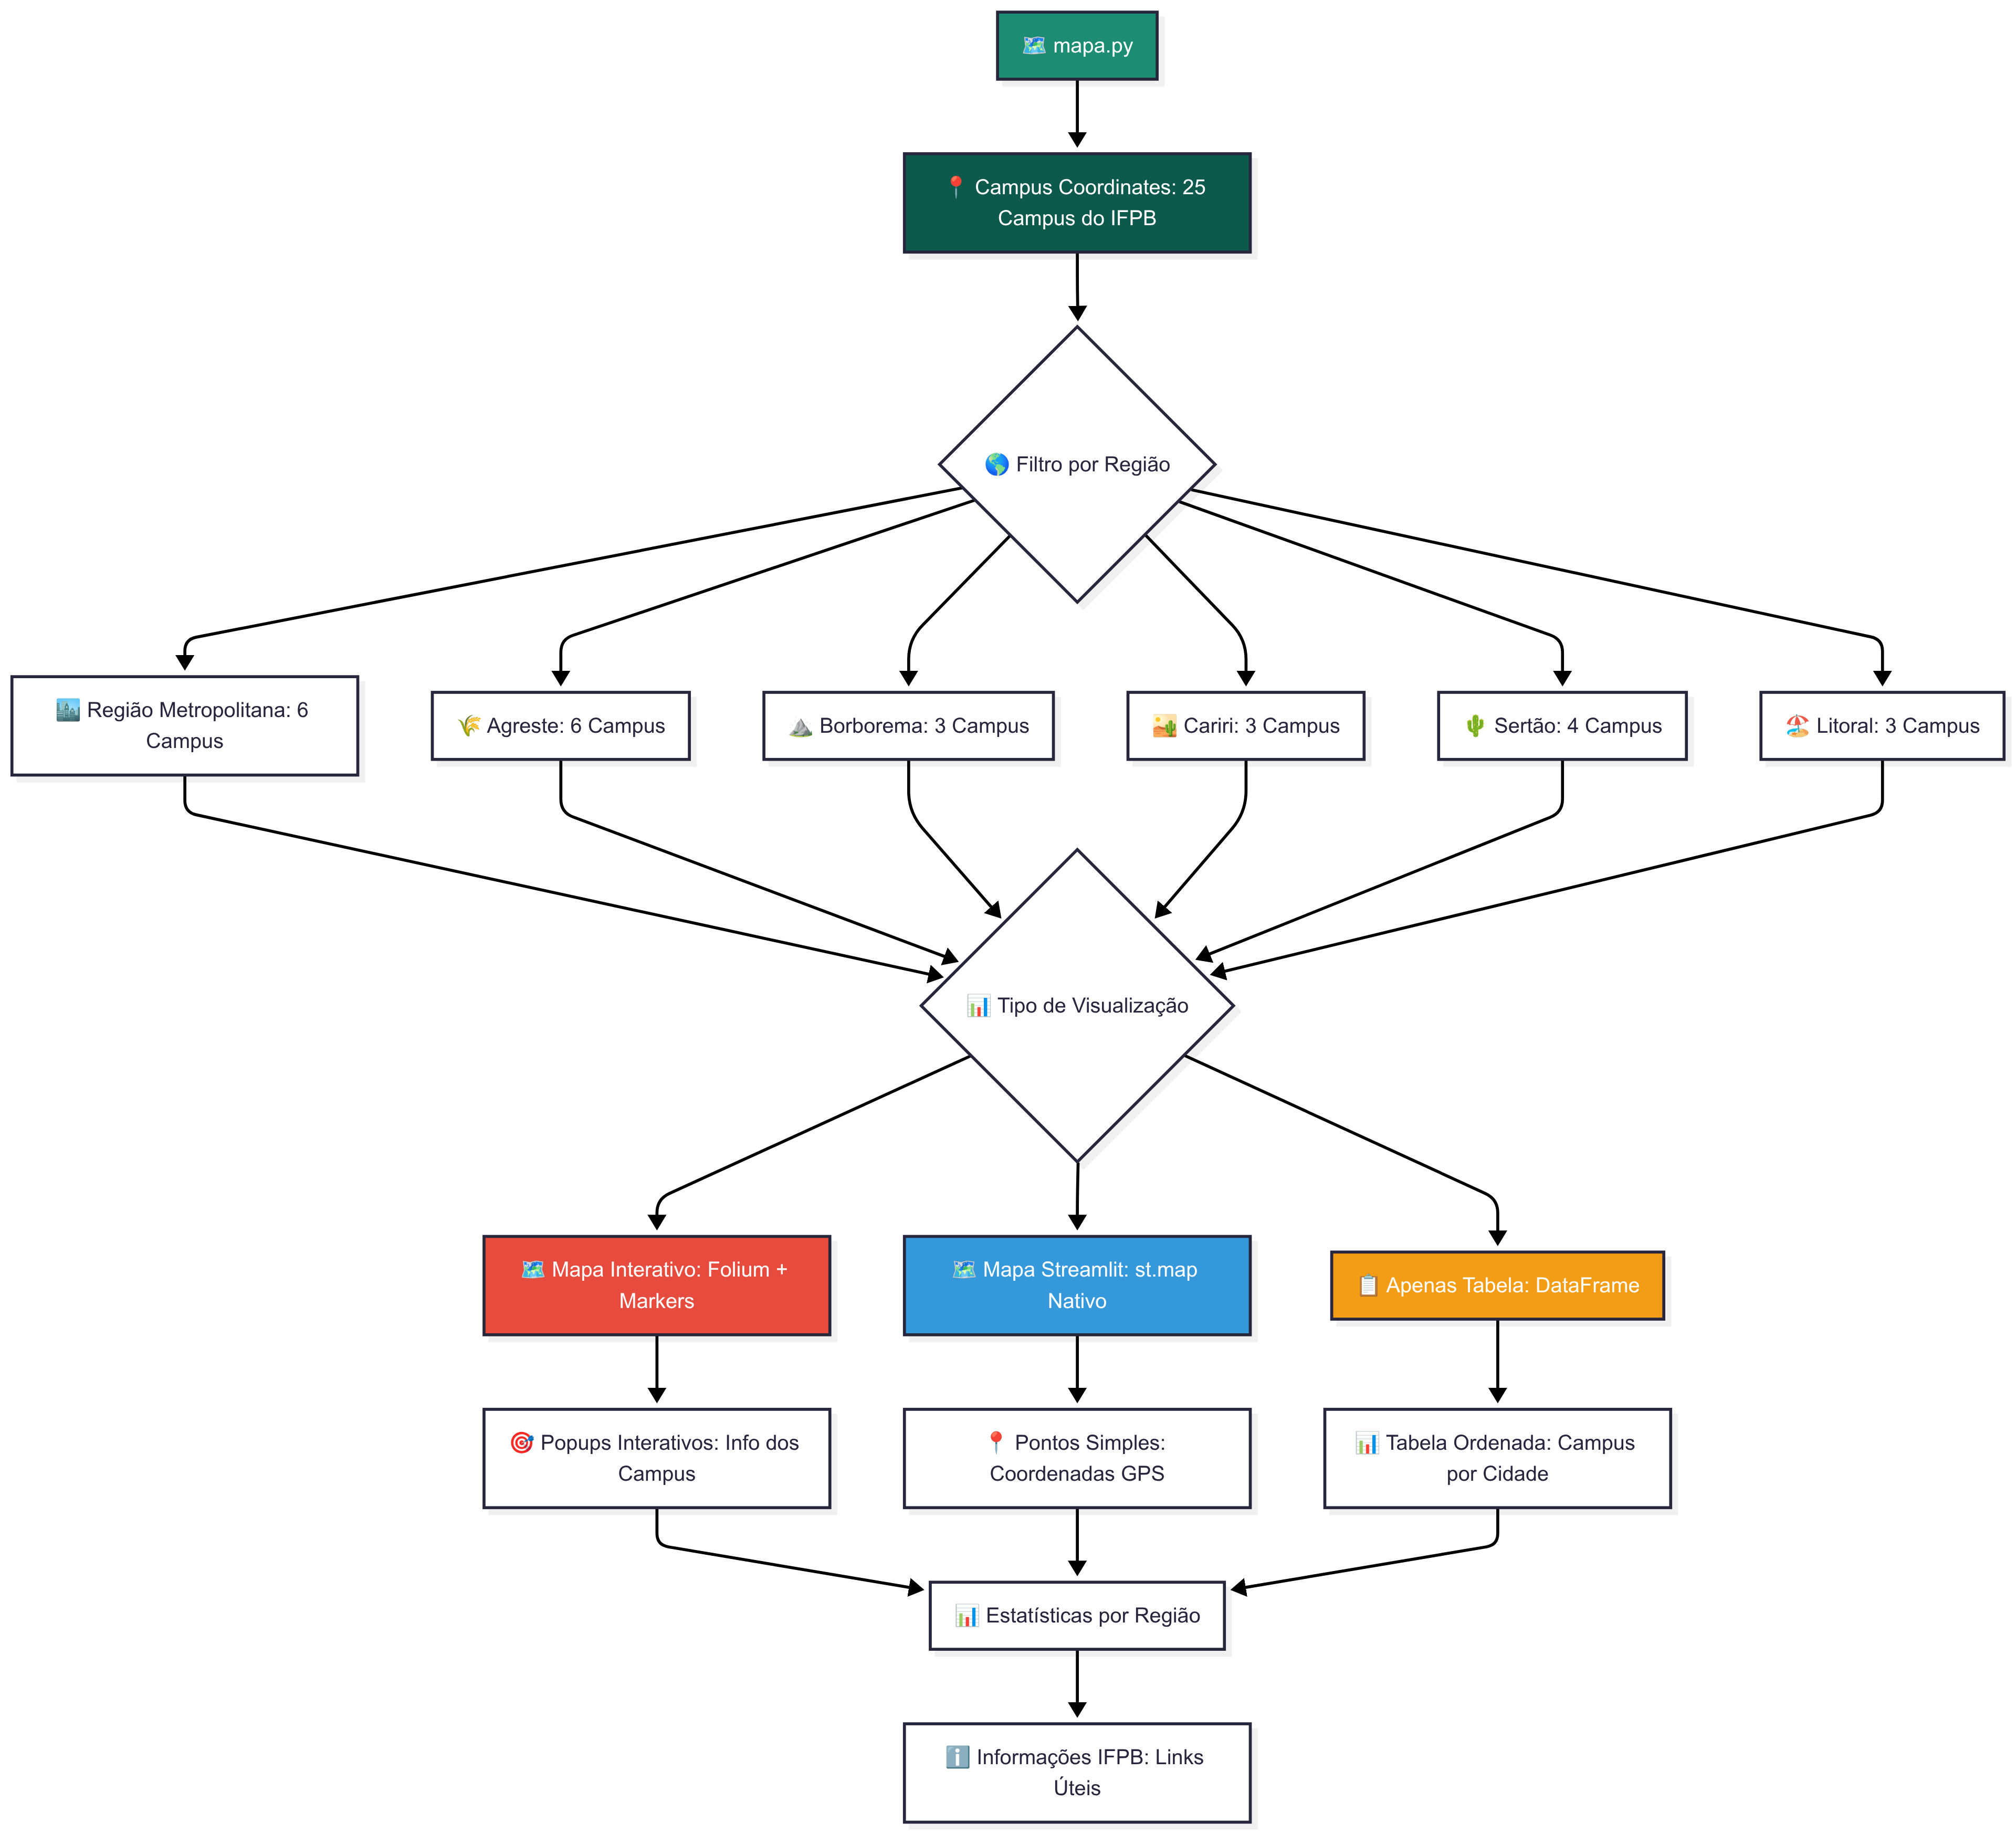 🗺️ mapa.py
📍 Campus Coordinates: 25
Campus do IFPB
🌎 Filtro por Região
🏙️ Região Metropolitana: 6
Campus
🌾 Agreste: 6 Campus
⛰️ Borborema: 3 Campus
🏜️ Cariri: 3 Campus
🌵 Sertão: 4 Campus
🏖️ Litoral: 3 Campus
📊 Tipo de Visualização
🗺️ Mapa Interativo: Folium +
Markers
🗺️ Mapa Streamlit: st.map
Nativo
📋 Apenas Tabela: DataFrame
🎯 Popups Interativos: Info dos
Campus
📍 Pontos Simples:
Coordenadas GPS
📊 Tabela Ordenada: Campus
por Cidade
📊 Estatísticas por Região
ℹ️ Informações IFPB: Links
Úteis